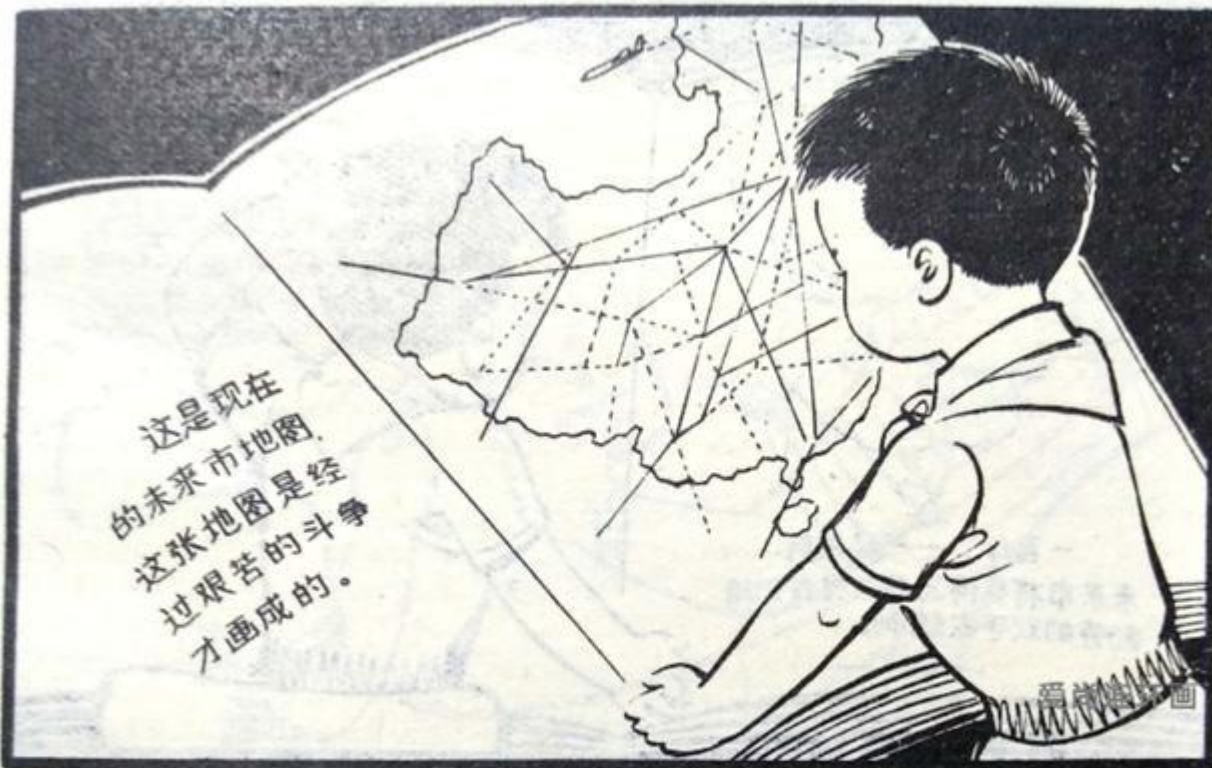 这是现在
的未来市地图，
这张地图是经
过艰苦的斗争
才画成的。